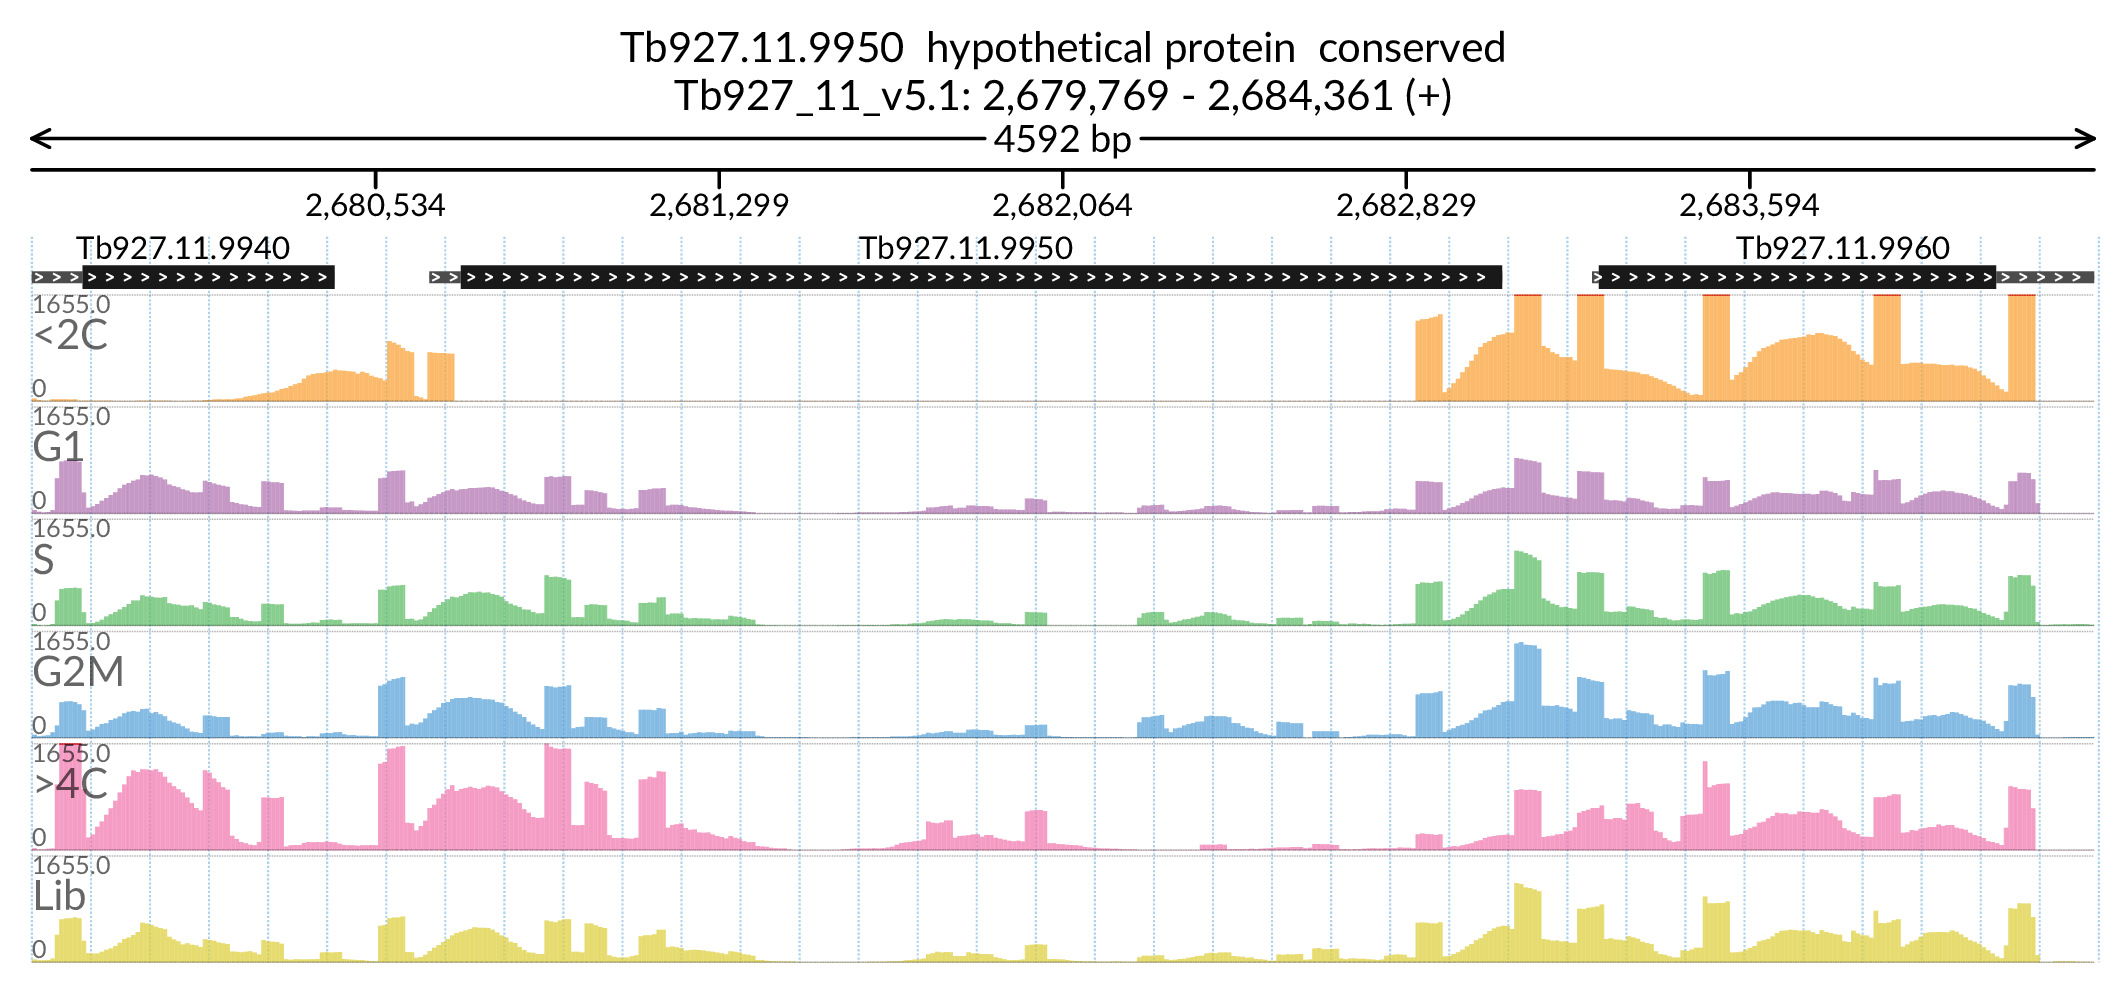 Tb927.11.9950 hypothetical protein conserved
Tb927_11_v5.1: 2,679,769 - 2,684,361 (+)
4592 bp
2,680,534 2,681,299 2,682,064 2,682,829 2,683,594
Tb927.11.9940 Tb927.11.9950 Tb927.11.9960
1655.0
<2C
0
1655.0
G1
0
1655.0
S
0
1655.0
G2M
0
1655.0
>4C
0
1655.0
Lib
0